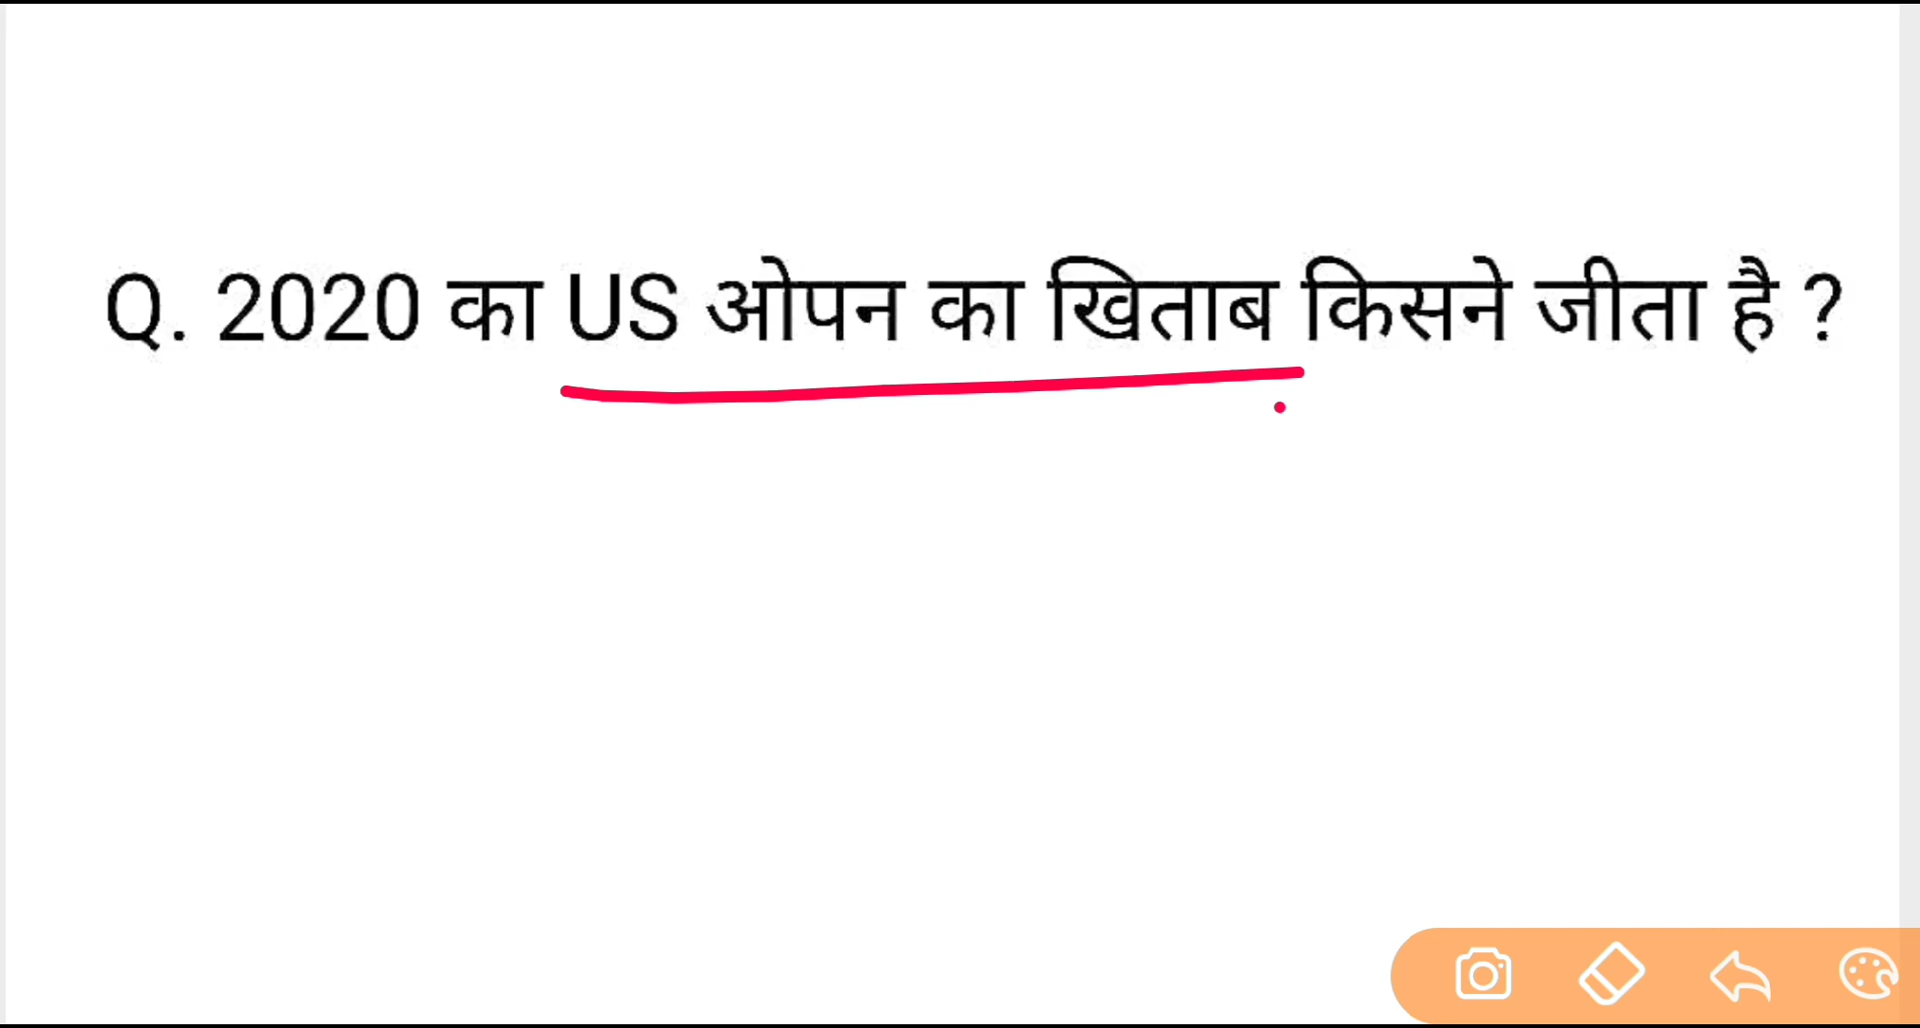 Q. 2020 का US ओपन का खिताब किसने जीता है ?